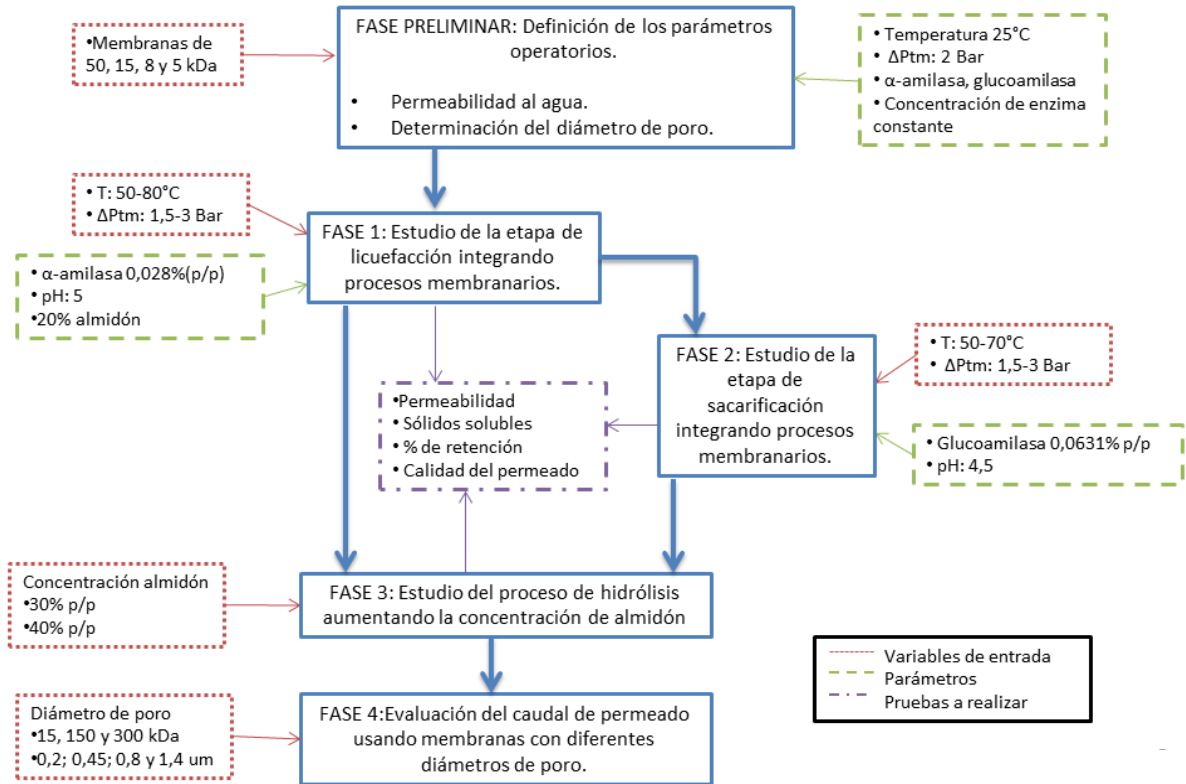 FASE PRELIMINAR: Definición de los parámetros
operatorios.
• Permeabilidad al agua.
• Determinación del diámetro de poro.
•Membranas de
50, 15, 8 y 5 kDa
• Temperatura 25°C
• ΔPtm: 2 Bar
• α-amilasa, glucoamilasa
• Concentración de enzima
constante
• T: 50-80°C
• ΔPtm: 1,5-3 Bar
FASE 1: Estudio de la etapa de
licuefacción integrando
procesos membranarios.
• α-amilasa 0,028%(p/p)
• pH: 5
•20% almidón
FASE 2: Estudio de la
etapa de
sacarificación
integrando procesos
membranarios.
• T: 50-70°C
• ΔPtm: 1,5-3 Bar
• Glucoamilasa 0,0631% p/p
• pH: 4,5
•Permeabilidad
• Sólidos solubles
• % de retención
• Calidad del permeado
Concentración almidón
•30% p/p
•40% p/p
FASE 3: Estudio del proceso de hidrólisis
aumentando la concentración de almidón
Diámetro de poro
•15, 150 y 300 kDa
•0,2; 0,45; 0,8 y 1,4 um
FASE 4:Evaluación del caudal de permeado
usando membranas con diferentes
diámetros de poro.
Variables de entrada
Parámetros
Pruebas a realizar